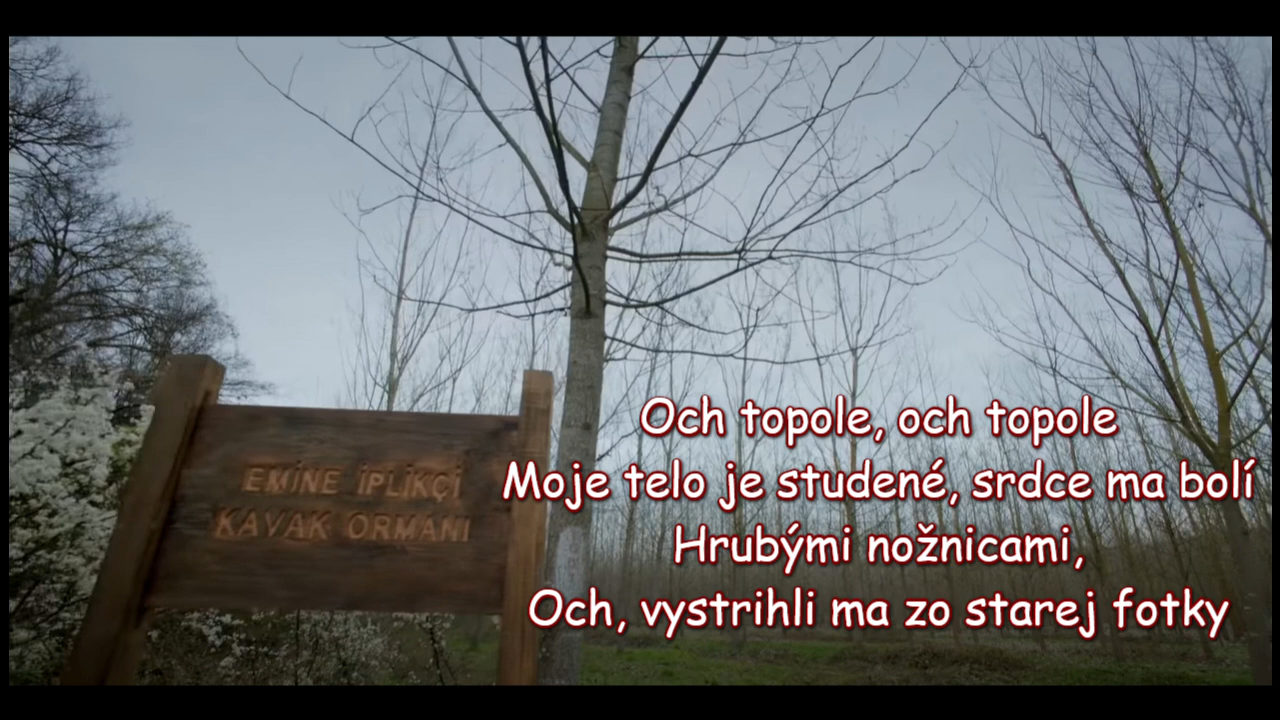 EMİNE İPLİKÇİ
KAVAK ORMANI
Och topole, och topole
Moje telo je studené, srdce ma bolí
Hrubými nožnicami,
Och, vystrihli ma zo starej fotky